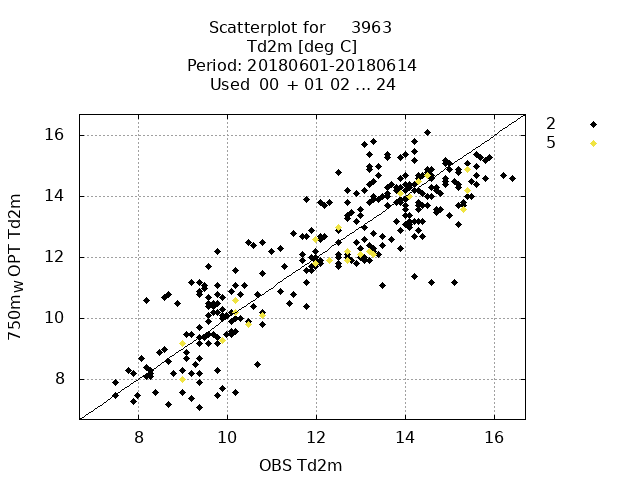 Scatterplot for 3963
Td2m [deg C]
Period: 20180601-20180614
Used 00 + 01 02 ... 24
2
5
16
14
12
10
8
750mw OPT Td2m
8 10 12 14 16
OBS Td2m